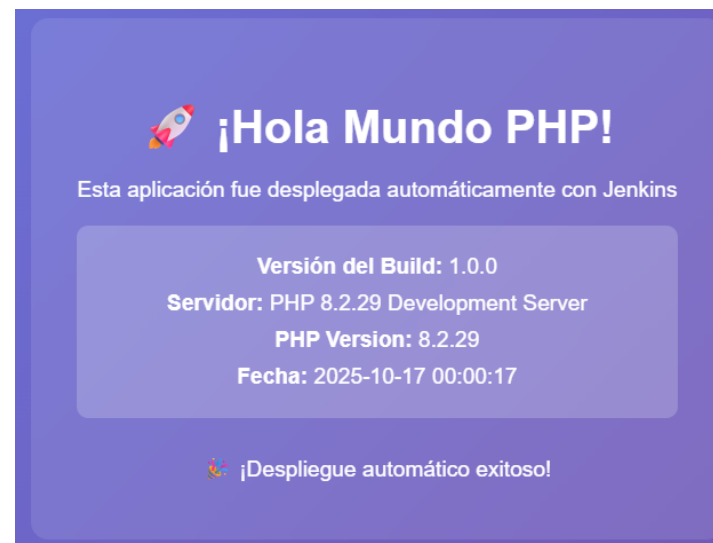 🚀 ¡Hola Mundo PHP!
Esta aplicación fue desplegada automáticamente con Jenkins
Versión del Build: 1.0.0
Servidor: PHP 8.2.29 Development Server
PHP Version: 8.2.29
Fecha: 2025-10-17 00:00:17
🎉 ¡Despliegue automático exitoso!